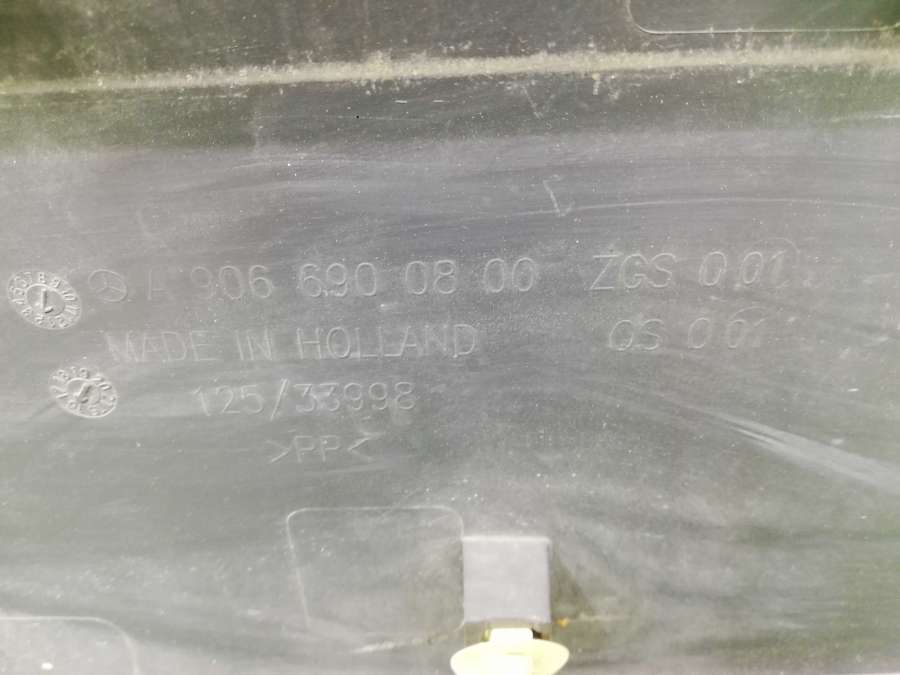 A 906 690 08 00 ZGS 001
MADE IN HOLLAND QS 001
125/33998
>PP<